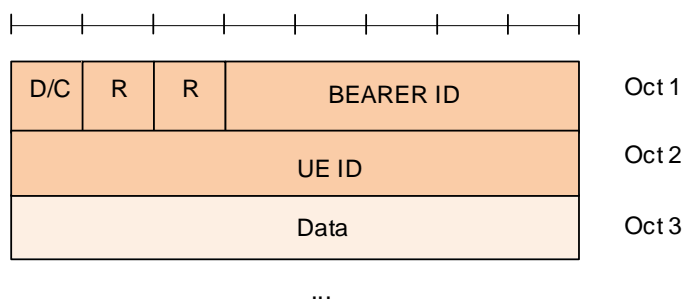 D/C R R BEARER ID Oct 1
UE ID Oct 2
Data Oct 3
...